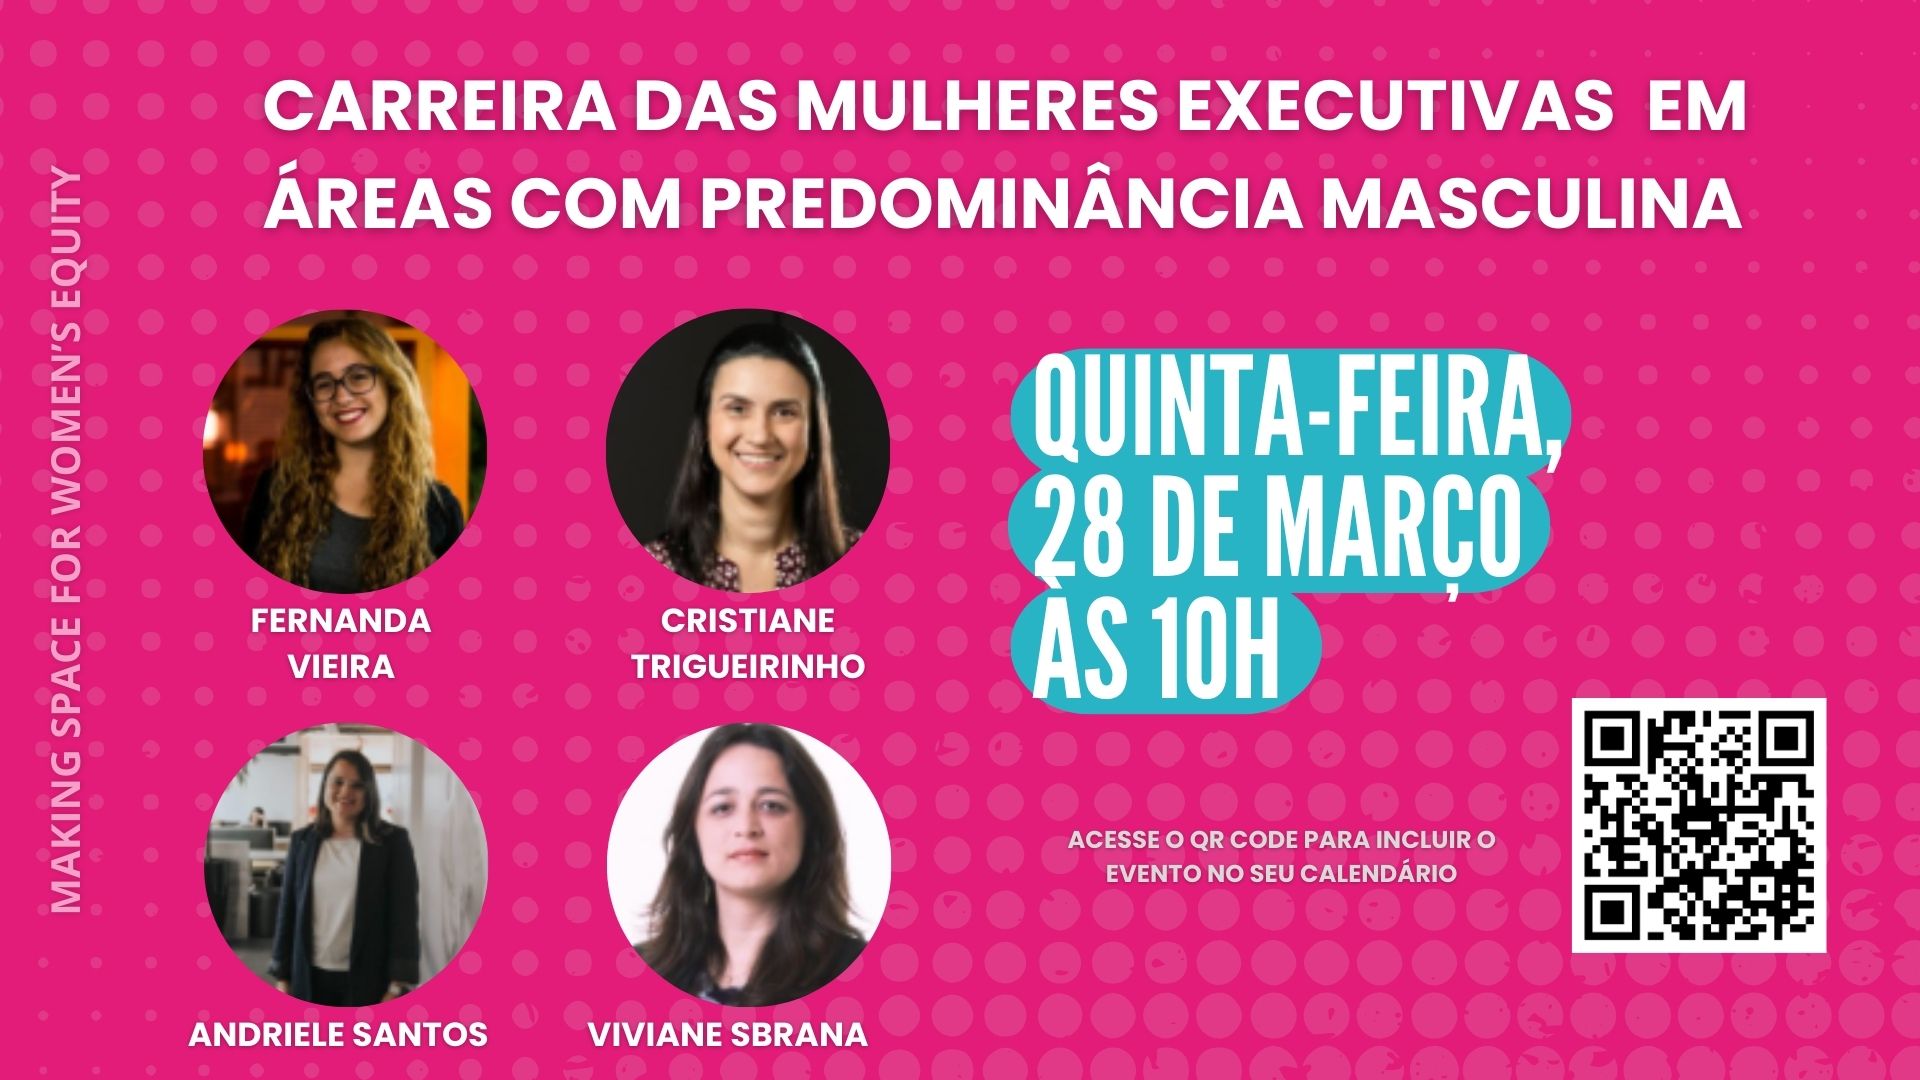 CARREIRA DAS MULHERES EXECUTIVAS EM
ÁREAS COM PREDOMINÂNCIA MASCULINA
MAKING SPACE FOR WOMEN'S EQUITY
FERNANDA
VIEIRA
CRISTIANE
TRIGUEIRINHO
ANDRIELE SANTOS
VIVIANE SBRANA
QUINTA-FEIRA,
28 DE MARÇO
ÀS 10H
ACESSE O QR CODE PARA INCLUIR O
EVENTO NO SEU CALENDÁRIO